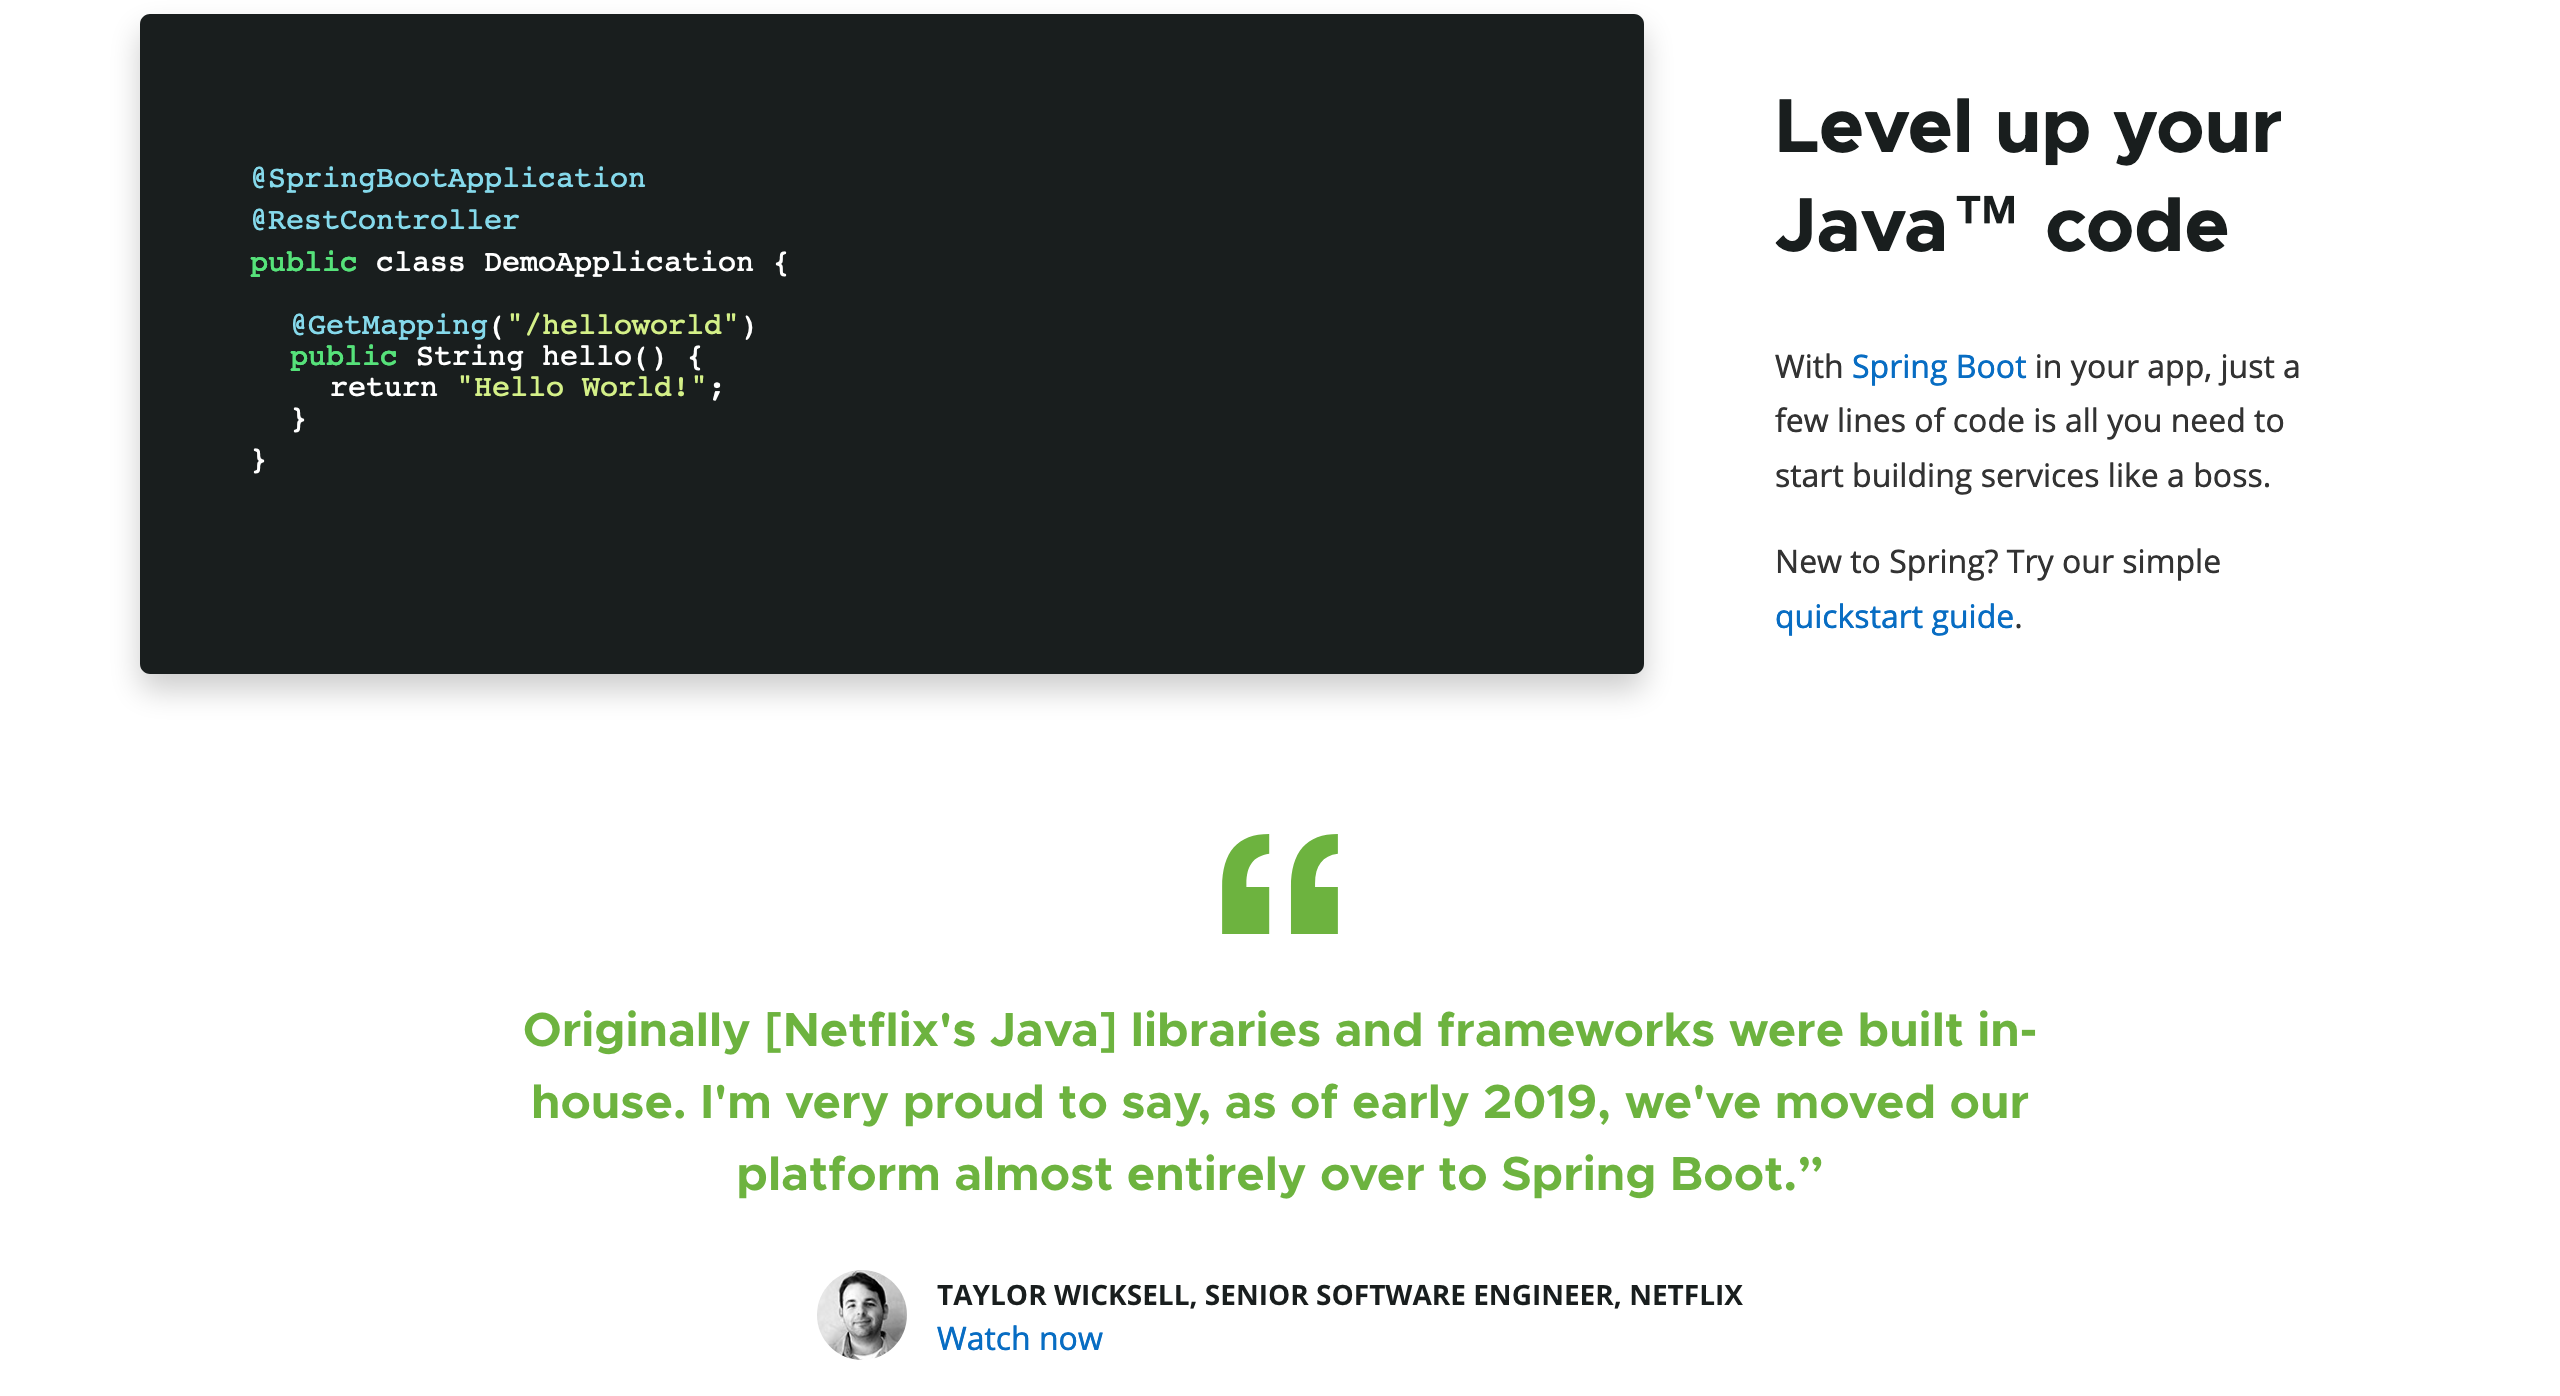 @SpringBootApplication
@RestController
public class DemoApplication {
@GetMapping("/helloworld")
public String hello() {
return "Hello World!";
}
}
Level up your
Java™ code
With Spring Boot in your app, just a
few lines of code is all you need to
start building services like a boss.
New to Spring? Try our simple
quickstart guide.
“
Originally [Netflix's Java] libraries and frameworks were built in-
house. I'm very proud to say, as of early 2019, we've moved our
platform almost entirely over to Spring Boot.”
TAYLOR WICKSELL, SENIOR SOFTWARE ENGINEER, NETFLIX
Watch now